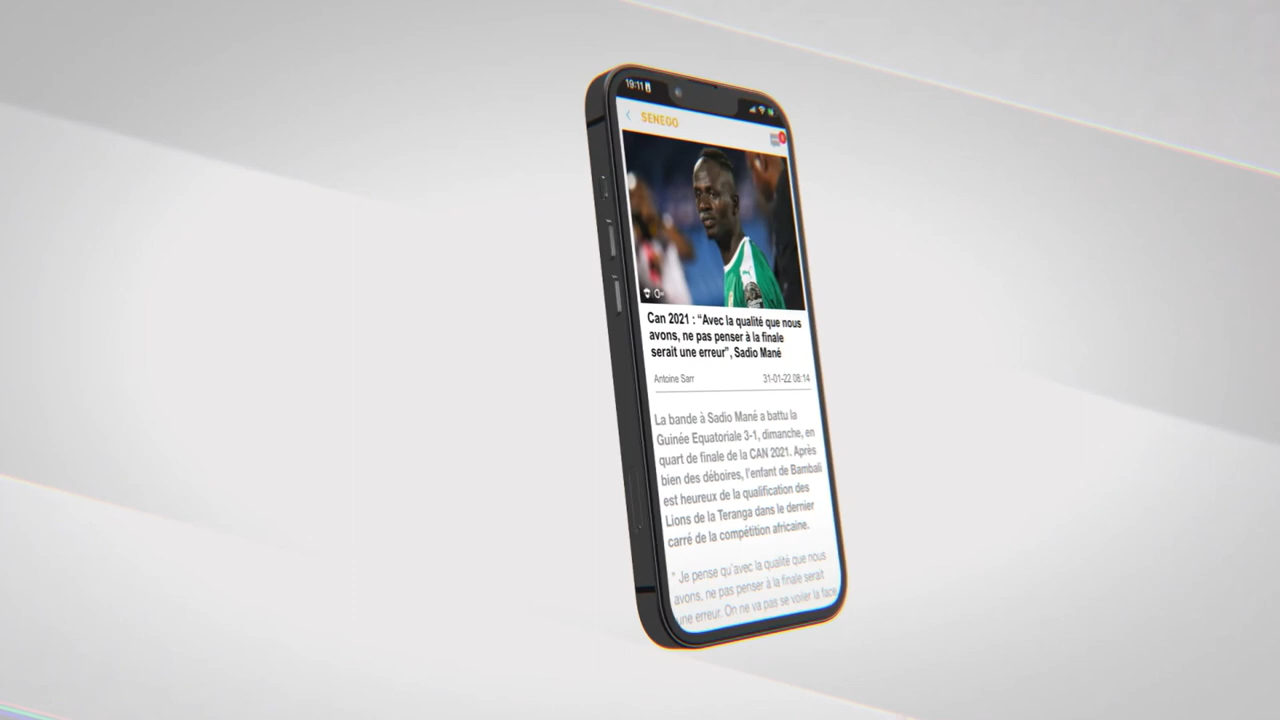 19:11
SENEGO
Can 2021 : “Avec la qualité que nous
avons, ne pas penser à la finale
serait une erreur”, Sadio Mané
Antoine Sarr 31-01-22 08:14
La bande à Sadio Mané a battu la
Guinée Equatoriale 3-1, dimanche, en
quart de finale de la CAN 2021. Après
bien des déboires, l’enfant de Bambali
est heureux de la qualification des
Lions de la Teranga dans le dernier
carré de la compétition africaine.
" Je pense qu’avec la qualité que nous
avons, ne pas penser à la finale serait
une erreur. On ne va pas se voiler la face